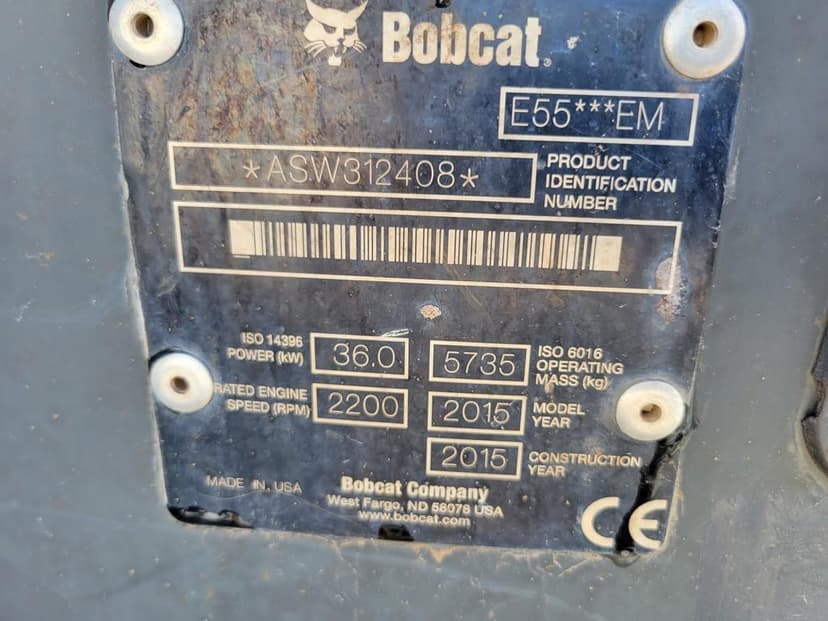 Bobcat®
E55***EM
*ASW312408*
PRODUCT
IDENTIFICATION
NUMBER
ISO 14396
POWER (kW)
36.0
5735
ISO 6016
OPERATING
MASS (kg)
RATED ENGINE
SPEED (RPM)
2200
2015
MODEL
YEAR
2015
CONSTRUCTION
YEAR
MADE IN USA
Bobcat Company
West Fargo, ND 58078 USA
www.bobcat.com
CE